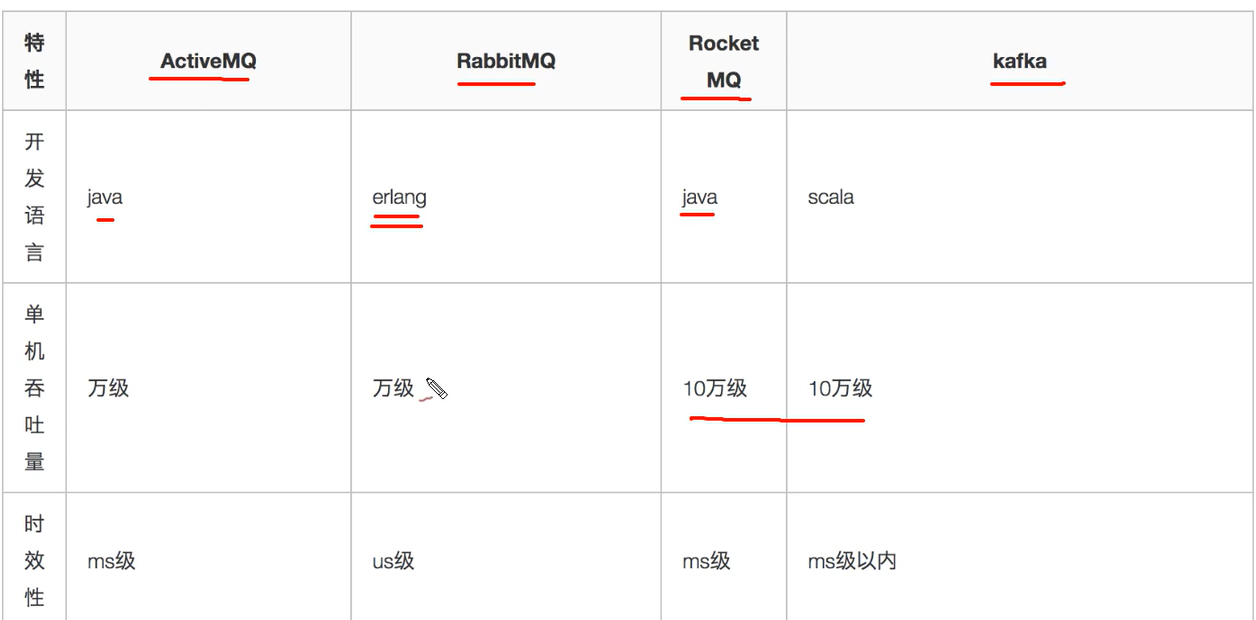 特性
ActiveMQ
RabbitMQ
Rocket
MQ
kafka
开发语言
java
erlang
java
scala
单机吞吐量
万级
万级
10万级
10万级
时效性
ms级
us级
ms级
ms级以内